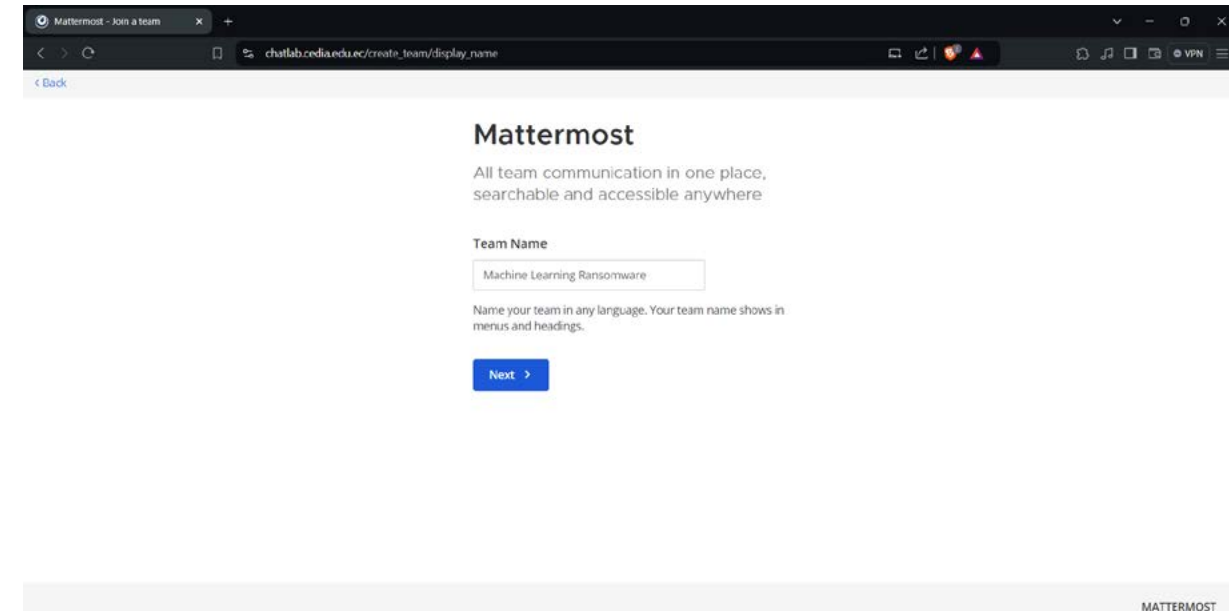 Mattermost - Join a team
chatlab.cedia.edu.ec/create_team/display_name
VPN
< Back
Mattermost
All team communication in one place,
searchable and accessible anywhere
Team Name
Machine Learning Ransomware
Name your team in any language. Your team name shows in
menus and headings.
Next >
MATTERMOST